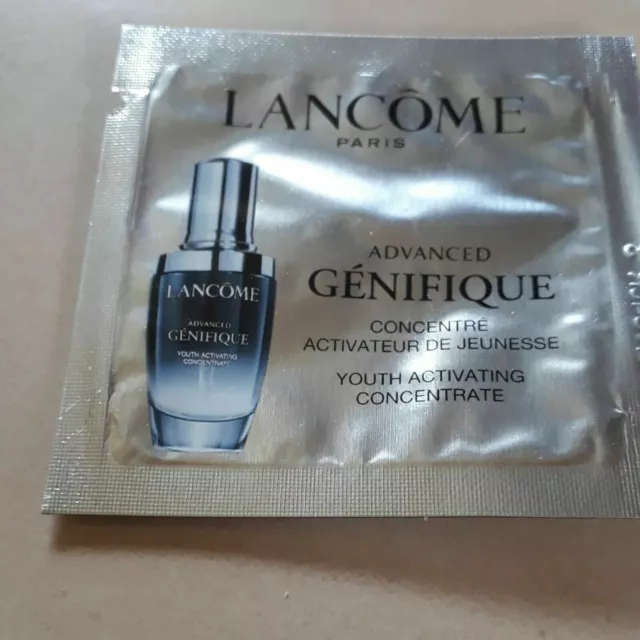 LANCÔME
PARIS
ADVANCED
GÉNIFIQUE
CONCENTRÉ
ACTIVATEUR DE JEUNESSE
YOUTH ACTIVATING
CONCENTRATE
LANCÔME
ADVANCED
GÉNIFIQUE
YOUTH ACTIVATING
CONCENTRATE